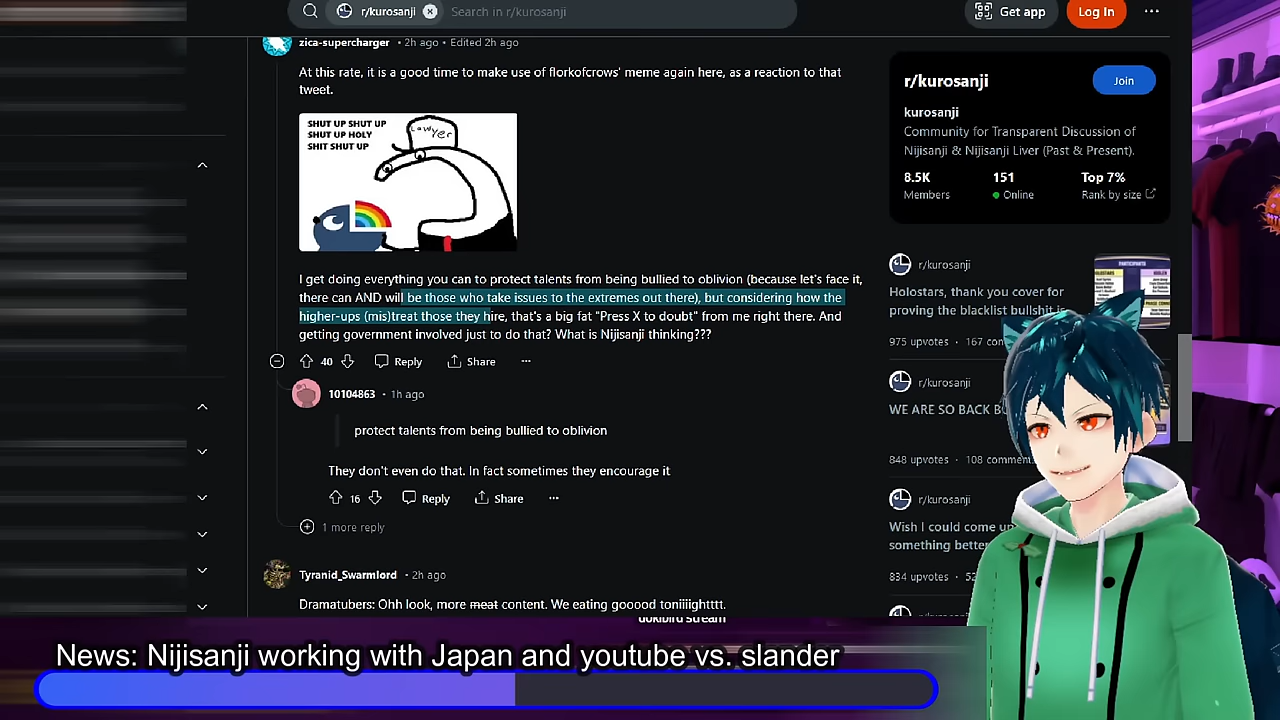 r/kurosanji
Search in r/kurosanji
Get app
Log In
zica-supercharger • 2h ago • Edited 2h ago
At this rate, it is a good time to make use of florkofcrows' meme again here, as a reaction to that
tweet.
SHUT UP SHUT UP
SHUT UP HOLY
SHIT SHUT UP
Lawyer
I get doing everything you can to protect talents from being bullied to oblivion (because let's face it,
there can AND will be those who take issues to the extremes out there), but considering how the
higher-ups (mis)treat those they hire, that's a big fat "Press X to doubt" from me right there. And
getting government involved just to do that? What is Nijisanji thinking???
40
Reply
Share
10104863 • 1h ago
protect talents from being bullied to oblivion
They don't even do that. In fact sometimes they encourage it
16
Reply
Share
1 more reply
Tyranid_Swarmlord • 2h ago
Dramatubers: Ohh look, more meat content. We eating gooood toniiiightttt.
dokibird Stream
r/kurosanji
Join
kurosanji
Community for Transparent Discussion of
Nijisanji & Nijisanji Liver (Past & Present).
8.5K
151
Top 7%
Members
Online
Rank by size
r/kurosanji
Holostars, thank you cover for
proving the blacklist bullshit
975 upvotes • 167
r/kurosanji
WE ARE SO BACK
848 upvotes • 108 comments
r/kurosanji
Wish I could come
something better
834 upvotes
News: Nijisanji working with Japan and youtube vs. slander